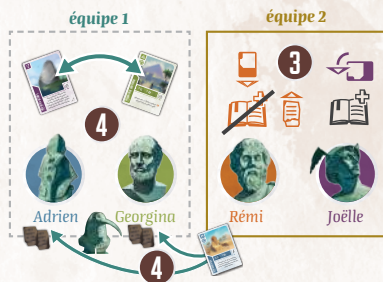 équipe 1
équipe 2
3
4
Adrien
Georgina
Rémi
Joëlle
4